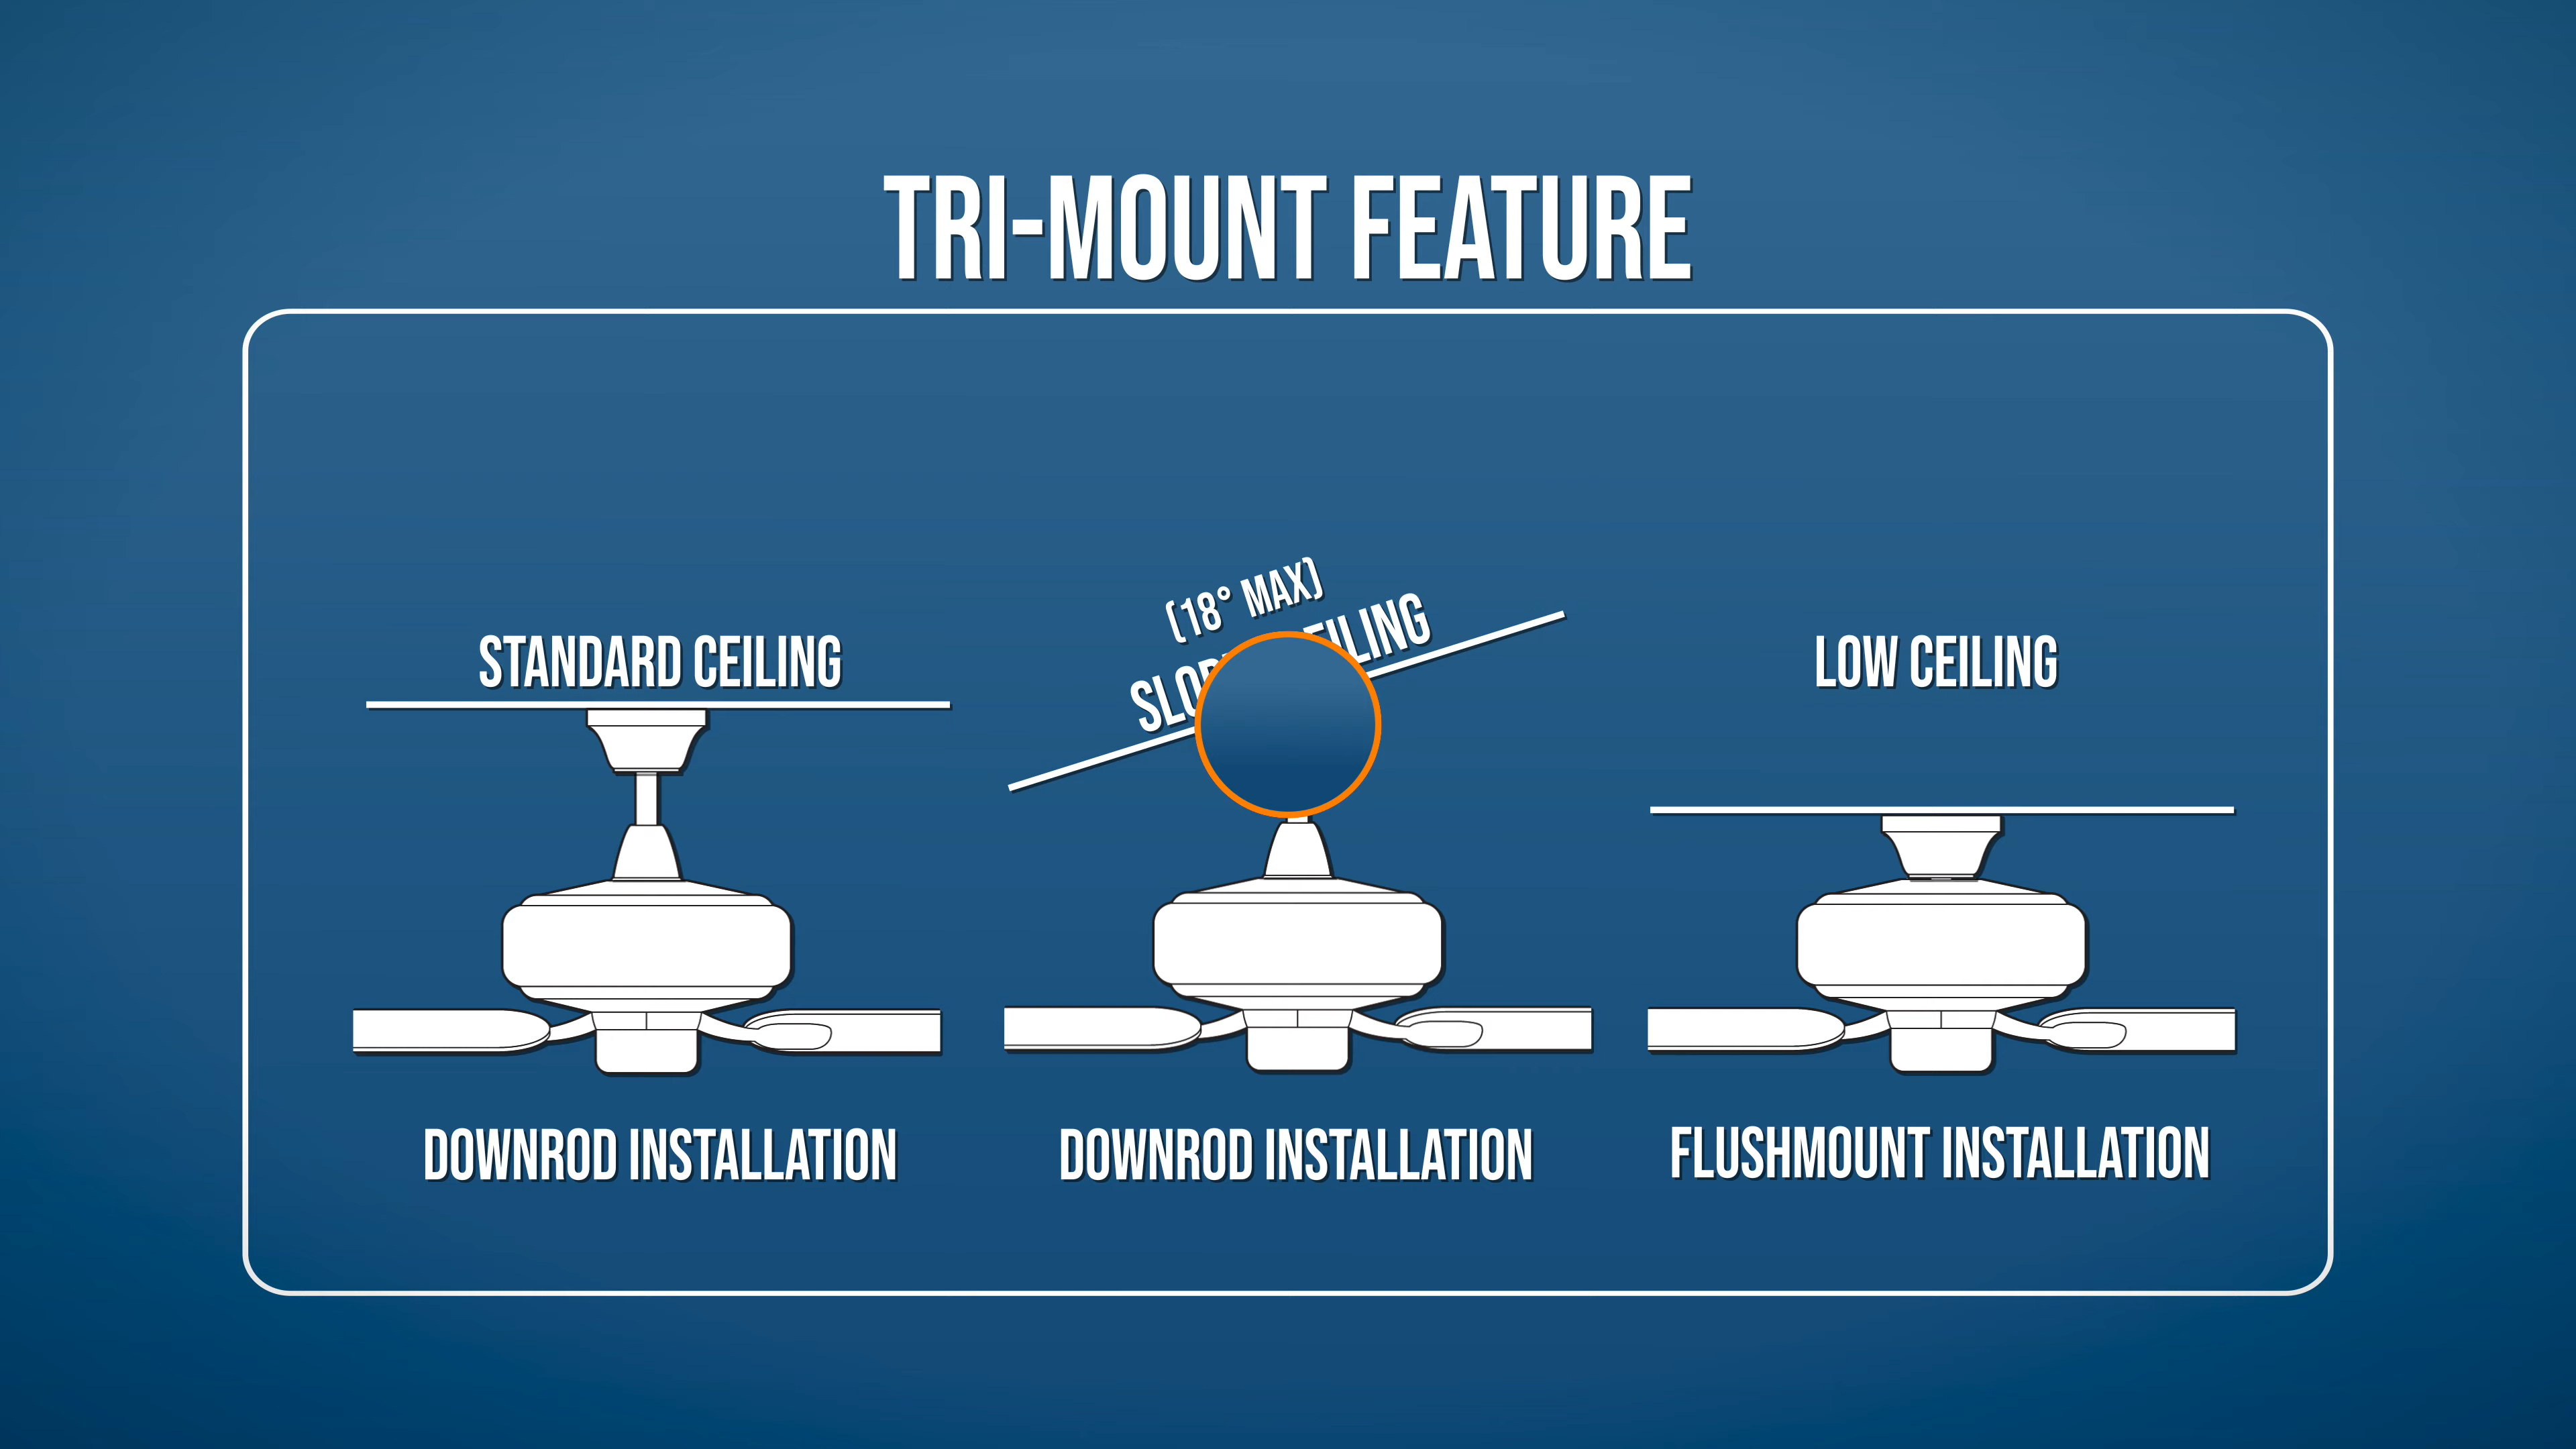 TRI-MOUNT FEATURE
STANDARD CEILING
(18° MAX)
LOW CEILING
DOWNROD INSTALLATION
DOWNROD INSTALLATION
FLUSHMOUNT INSTALLATION